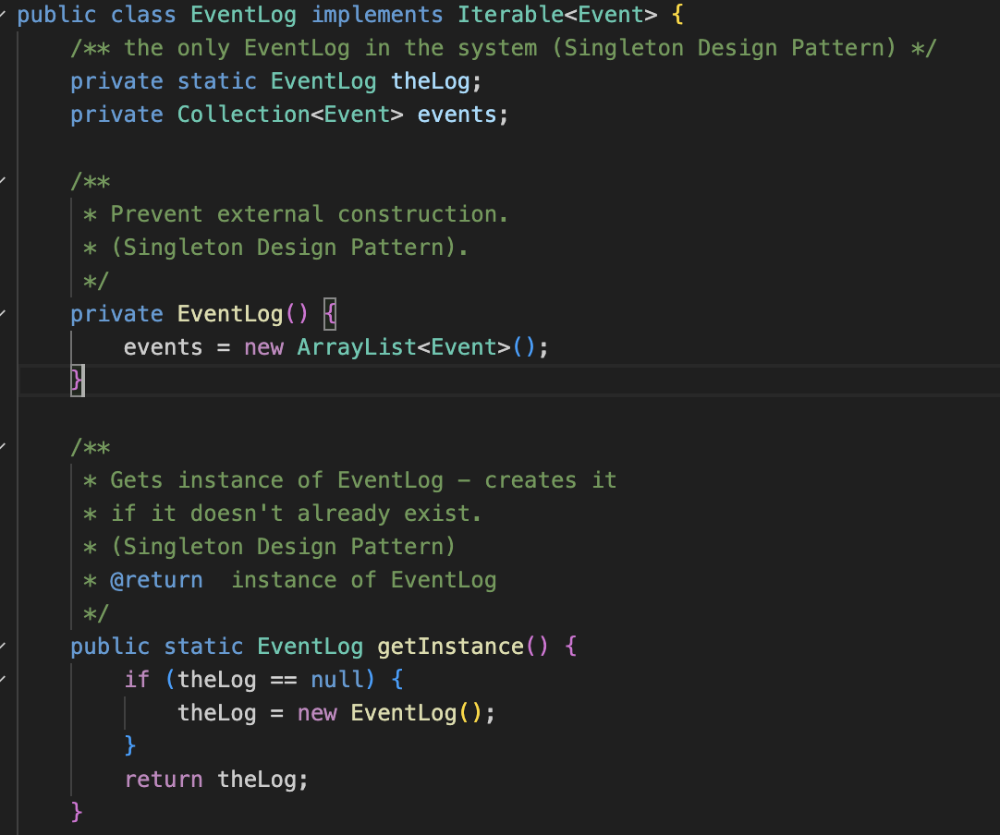 public class EventLog implements Iterable<Event> {
/** the only EventLog in the system (Singleton Design Pattern) */
private static EventLog theLog;
private Collection<Event> events;
/**
* Prevent external construction.
* (Singleton Design Pattern).
*/
private EventLog() {
events = new ArrayList<Event>();
}
/**
* Gets instance of EventLog - creates it
* if it doesn't already exist.
* (Singleton Design Pattern)
* @return  instance of EventLog
*/
public static EventLog getInstance() {
if (theLog == null) {
theLog = new EventLog();
}
return theLog;
}